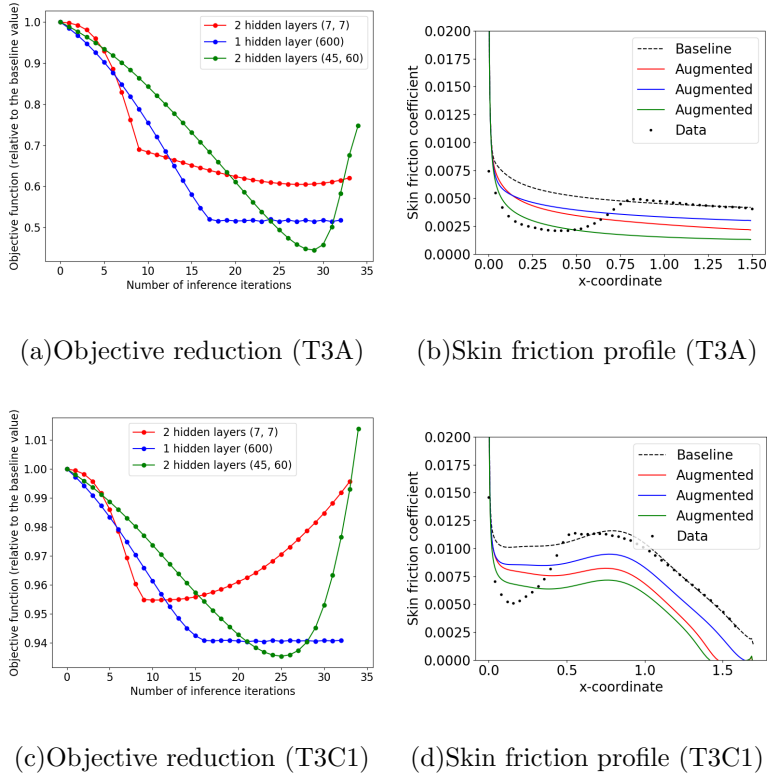 Objective function (relative to the baseline value)
1.0
0.9
0.8
0.7
0.6
0.5
2 hidden layers (7, 7)
1 hidden layer (600)
2 hidden layers (45, 60)
0 5 10 15 20 25 30 35
Number of inference iterations
Skin friction coefficient
0.0200
0.0175
0.0150
0.0125
0.0100
0.0075
0.0050
0.0025
0.0000
Baseline
Augmented
Augmented
Augmented
Data
0.00 0.25 0.50 0.75 1.00 1.25 1.50
x-coordinate
(a)Objective reduction (T3A)
(b)Skin friction profile (T3A)
Objective function (relative to the baseline value)
1.01
1.00
0.99
0.98
0.97
0.96
0.95
0.94
2 hidden layers (7, 7)
1 hidden layer (600)
2 hidden layers (45, 60)
0 5 10 15 20 25 30 35
Number of inference iterations
Skin friction coefficient
0.0200
0.0175
0.0150
0.0125
0.0100
0.0075
0.0050
0.0025
0.0000
Baseline
Augmented
Augmented
Augmented
Data
0.0 0.5 1.0 1.5
x-coordinate
(c)Objective reduction (T3C1)
(d)Skin friction profile (T3C1)